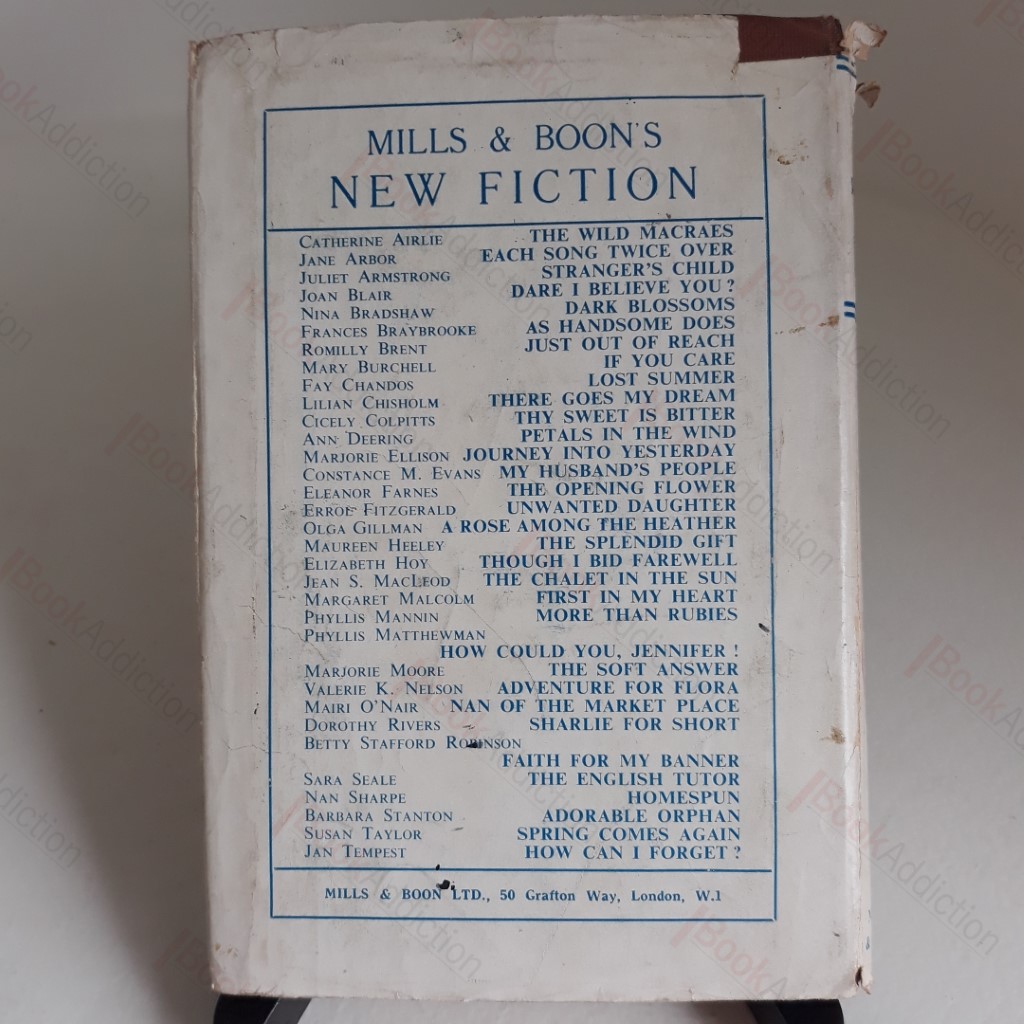 MILLS & BOON'S
NEW FICTION
CATHERINE AIRLIE THE WILD MACRAES
JANE ARBOR EACH SONG TWICE OVER
JULIET ARMSTRONG STRANGER'S CHILD
JOAN BLAIR DARE I BELIEVE YOU?
NINA BRADSHAW DARK BLOSSOMS
FRANCES BRAYBROOKE AS HANDSOME DOES
ROMILLY BRENT JUST OUT OF REACH
MARY BURCHELL IF YOU CARE
FAY CHANDOS LOST SUMMER
LILIAN CHISHOLM THERE GOES MY DREAM
CICELY COLPITTS THY SWEET IS BITTER
ANN DEERING PETALS IN THE WIND
MARJORIE ELLISON JOURNEY INTO YESTERDAY
CONSTANCE M. EVANS MY HUSBAND'S PEOPLE
ELEANOR FARNES THE OPENING FLOWER
ERROL FITZGERALD UNWANTED DAUGHTER
OLGA GILLMAN A ROSE AMONG THE HEATHER
MAUREEN HEELEY THE SPLENDID GIFT
ELIZABETH HOY THOUGH I BID FAREWELL
JEAN S. MACLEOD THE CHALET IN THE SUN
MARGARET MALCOLM FIRST IN MY HEART
PHYLLIS MANNIN MORE THAN RUBIES
PHYLLIS MATTHEWMAN
HOW COULD YOU, JENNIFER!
MARJORIE MOORE THE SOFT ANSWER
VALERIE K. NELSON ADVENTURE FOR FLORA
MAIRI O'NAIR NAN OF THE MARKET PLACE
DOROTHY RIVERS SHARLIE FOR SHORT
BETTY STAFFORD ROBINSON
FAITH FOR MY BANNER
SARA SEALE THE ENGLISH TUTOR
NAN SHARPE HOMESPUN
BARBARA STANTON ADORABLE ORPHAN
SUSAN TAYLOR SPRING COMES AGAIN
JAN TEMPEST HOW CAN I FORGET?
MILLS & BOON LTD., 50 Grafton Way, London, W.1
BookAddiction